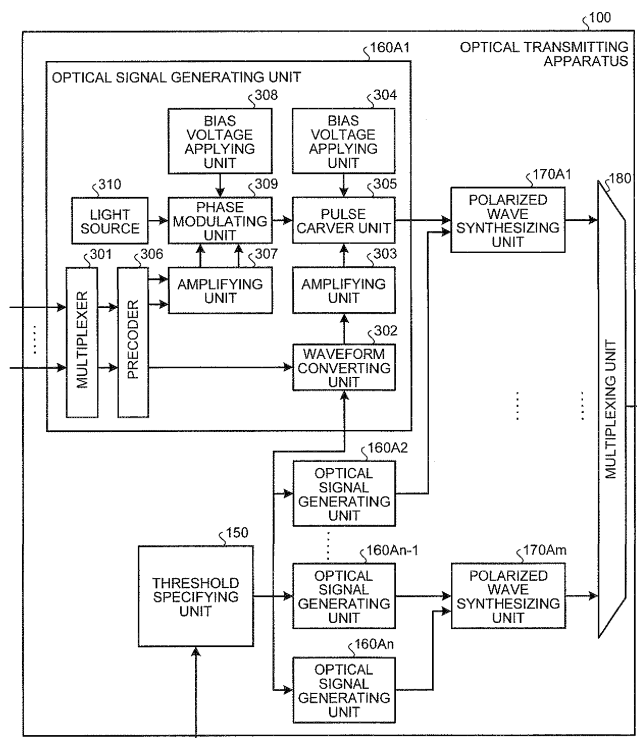 100
160A1
OPTICAL TRANSMITTING
APPARATUS
OPTICAL SIGNAL GENERATING UNIT
308
304
BIAS
VOLTAGE
APPLYING
UNIT
BIAS
VOLTAGE
APPLYING
UNIT
310
309
305
170A1
180
LIGHT
SOURCE
PHASE
MODULATING
UNIT
PULSE
CARVER UNIT
POLARIZED
WAVE
SYNTHESIZING
UNIT
301
306
307
303
MULTIPLEXER
PRECODER
AMPLIFYING
UNIT
AMPLIFYING
UNIT
302
WAVEFORM
CONVERTING
UNIT
MULTIPLEXING UNIT
160A2
OPTICAL
SIGNAL
GENERATING
UNIT
150
160An-1
170Am
THRESHOLD
SPECIFYING
UNIT
OPTICAL
SIGNAL
GENERATING
UNIT
POLARIZED
WAVE
SYNTHESIZING
UNIT
160An
OPTICAL
SIGNAL
GENERATING
UNIT